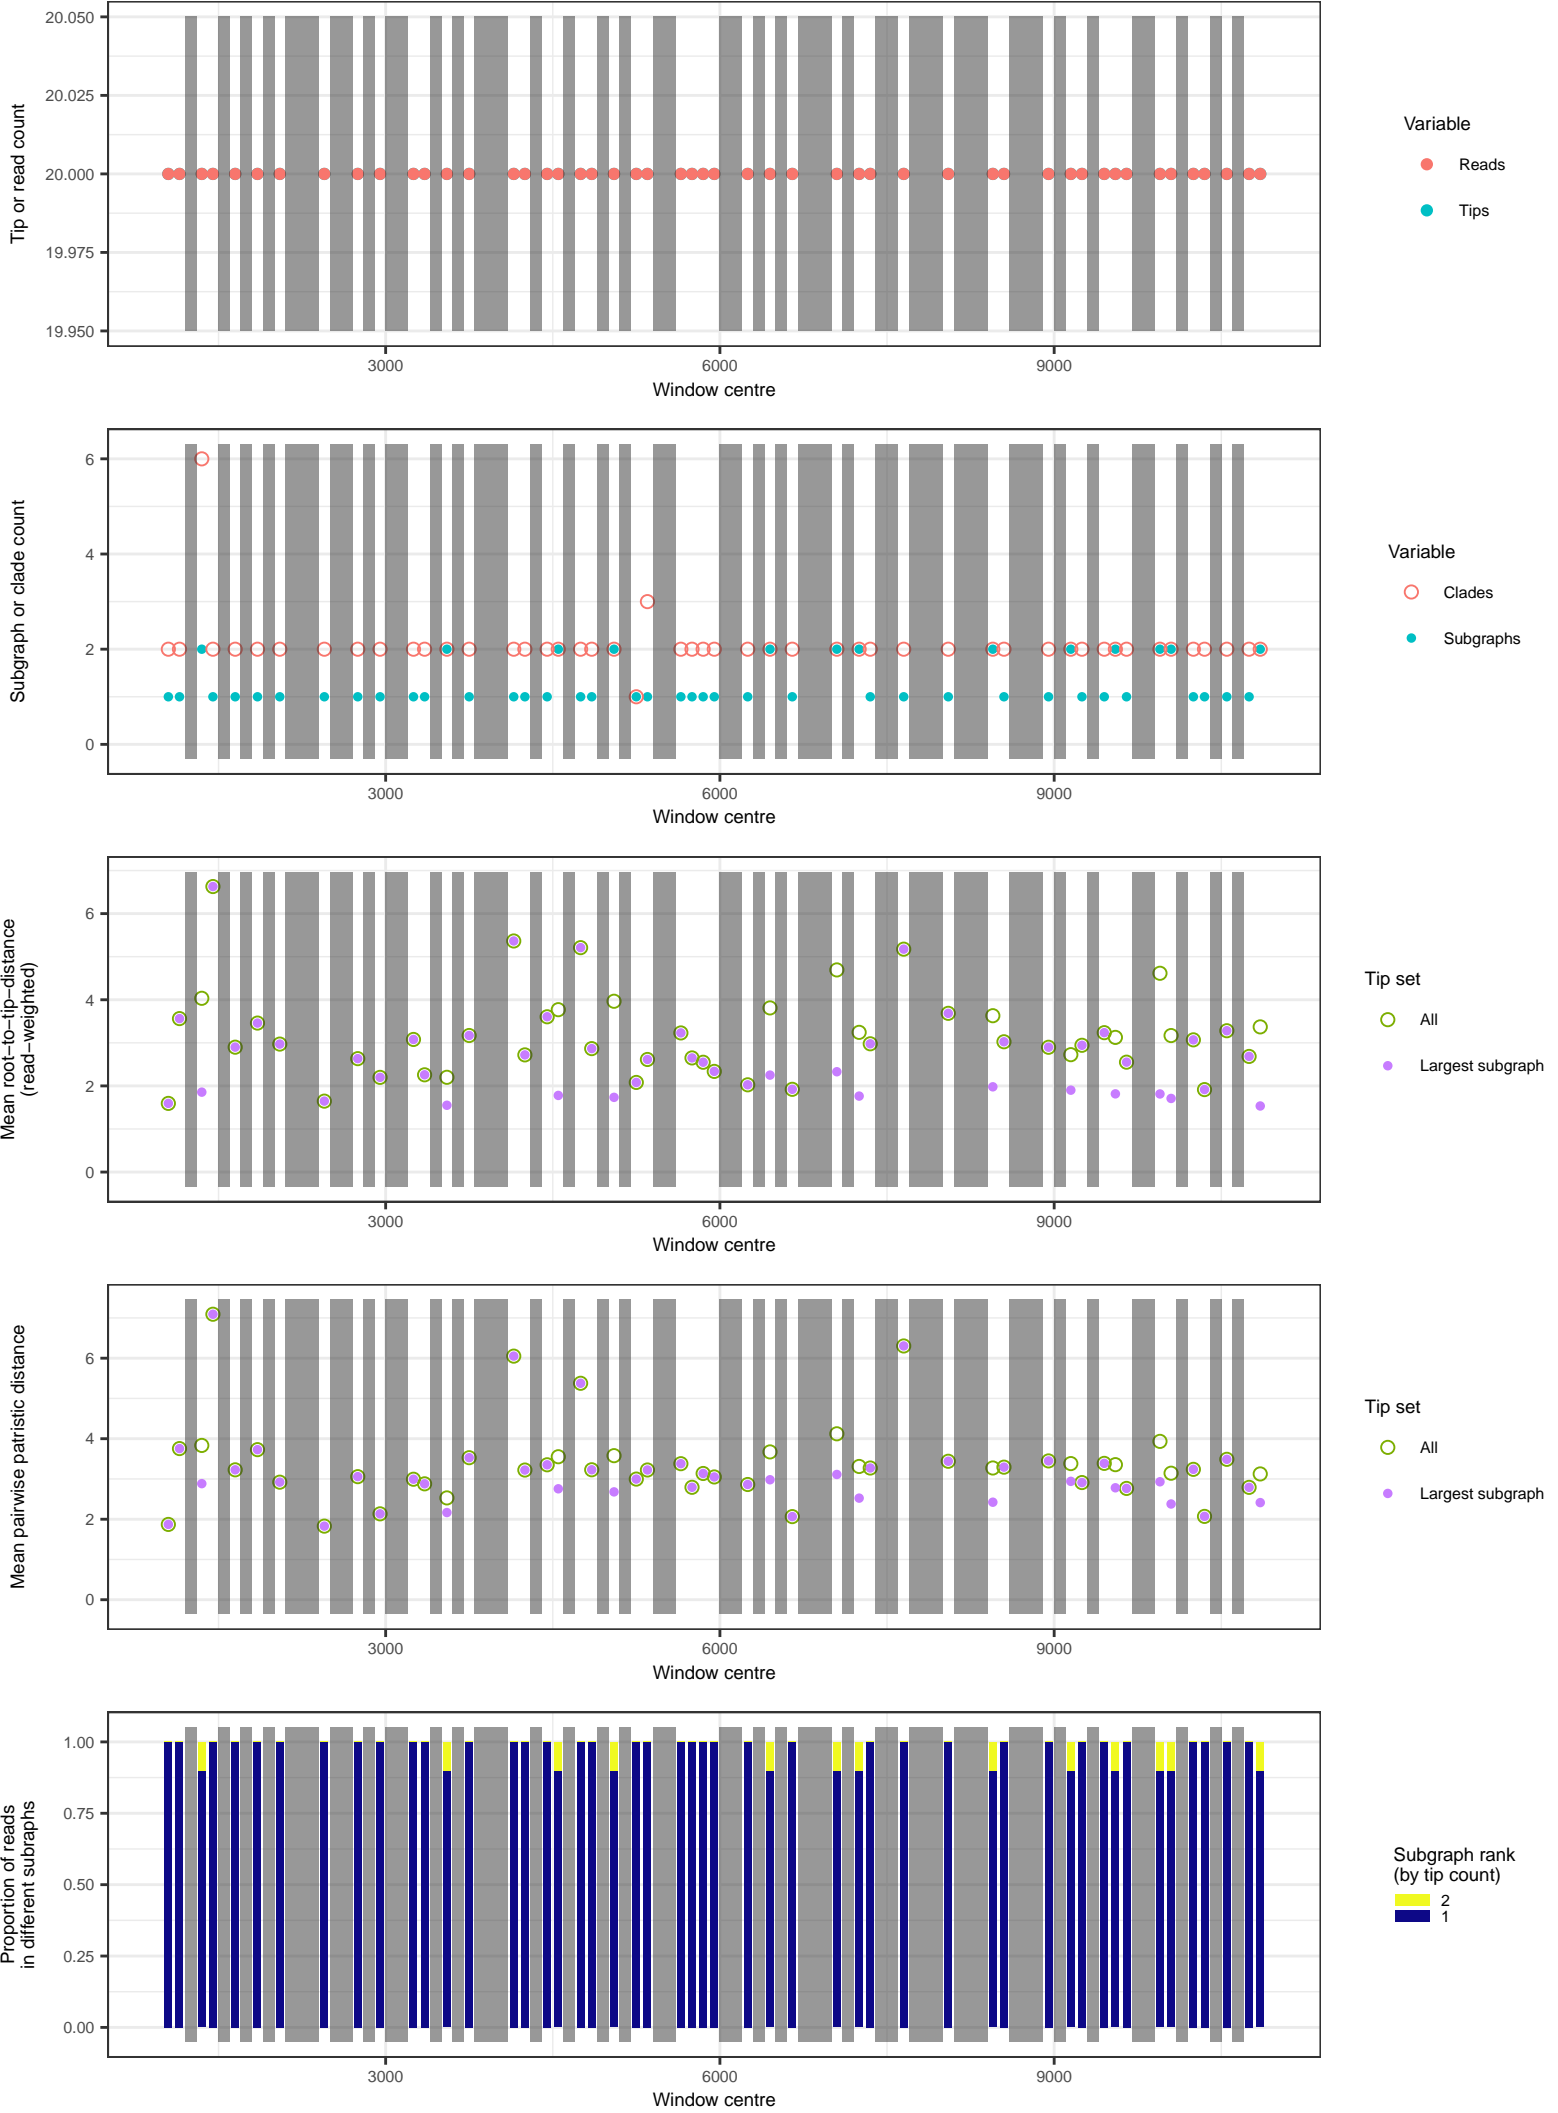 20.050
20.025
20.000
19.975
19.950
Tip or read count
3000
6000
9000
Window centre
Variable
Reads
Tips
6
4
2
0
Subgraph or clade count
3000
6000
9000
Window centre
Variable
Clades
Subgraphs
6
4
2
0
Mean root−to−tip−distance
(read−weighted)
3000
6000
9000
Window centre
Tip set
All
Largest subgraph
6
4
2
0
Mean pairwise patristic distance
3000
6000
9000
Window centre
Tip set
All
Largest subgraph
1.00
0.75
0.50
0.25
0.00
Proportion of reads
in different subraphs
3000
6000
9000
Window centre
Subgraph rank
(by tip count)
2
1